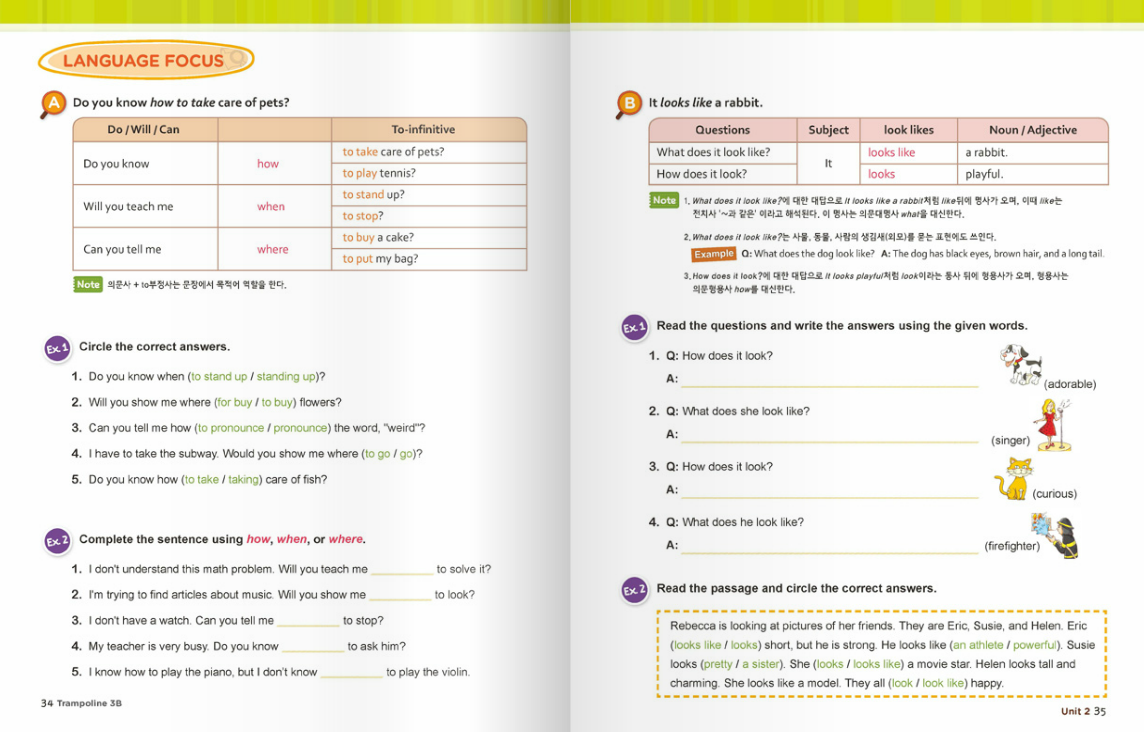 LANGUAGE FOCUS
A Do you know how to take care of pets?
Do / Will / Can To-infinitive
Do you know how to take care of pets?
to play tennis?
Will you teach me when to stand up?
to stop?
Can you tell me where to buy a cake?
to put my bag?
Note 의문사 + to부정사는 문장에서 목적어 역할을 한다.
Ex.1 Circle the correct answers.
1. Do you know when (to stand up / standing up)?
2. Will you show me where (for buy / to buy) flowers?
3. Can you tell me how (to pronounce / pronounce) the word, "weird"?
4. I have to take the subway. Would you show me where (to go / go)?
5. Do you know how (to take / taking) care of fish?
Ex.2 Complete the sentence using how, when, or where.
1. I don't understand this math problem. Will you teach me __________ to solve it?
2. I'm trying to find articles about music. Will you show me __________ to look?
3. I don't have a watch. Can you tell me __________ to stop?
4. My teacher is very busy. Do you know __________ to ask him?
5. I know how to play the piano, but I don't know __________ to play the violin.
34 Trampoline 3B
B It looks like a rabbit.
Questions Subject look likes Noun / Adjective
What does it look like? It looks like a rabbit.
How does it look? looks playful.
Note 1. What does it look like?에 대한 대답으로 It looks like a rabbit처럼 like뒤에 명사가 오며, 이때 like는
전치사 '~과 같은' 이라고 해석된다. 이 명사는 의문대명사 what을 대신한다.
2. What does it look like?는 사물, 동물, 사람의 생김새(외모)를 묻는 표현에도 쓰인다.
Example Q: What does the dog look like? A: The dog has black eyes, brown hair, and a long tail.
3. How does it look?에 대한 대답으로 It looks playful처럼 look이라는 동사 뒤에 형용사가 오며, 형용사는
의문형용사 how를 대신한다.
Ex.1 Read the questions and write the answers using the given words.
1. Q: How does it look?
A: (adorable)
2. Q: What does she look like?
A: (singer)
3. Q: How does it look?
A: (curious)
4. Q: What does he look like?
A: (firefighter)
Ex.2 Read the passage and circle the correct answers.
Rebecca is looking at pictures of her friends. They are Eric, Susie, and Helen. Eric
(looks like / looks) short, but he is strong. He looks like (an athlete / powerful). Susie
looks (pretty / a sister). She (looks / looks like) a movie star. Helen looks tall and
charming. She looks like a model. They all (look / look like) happy.
Unit 2 35